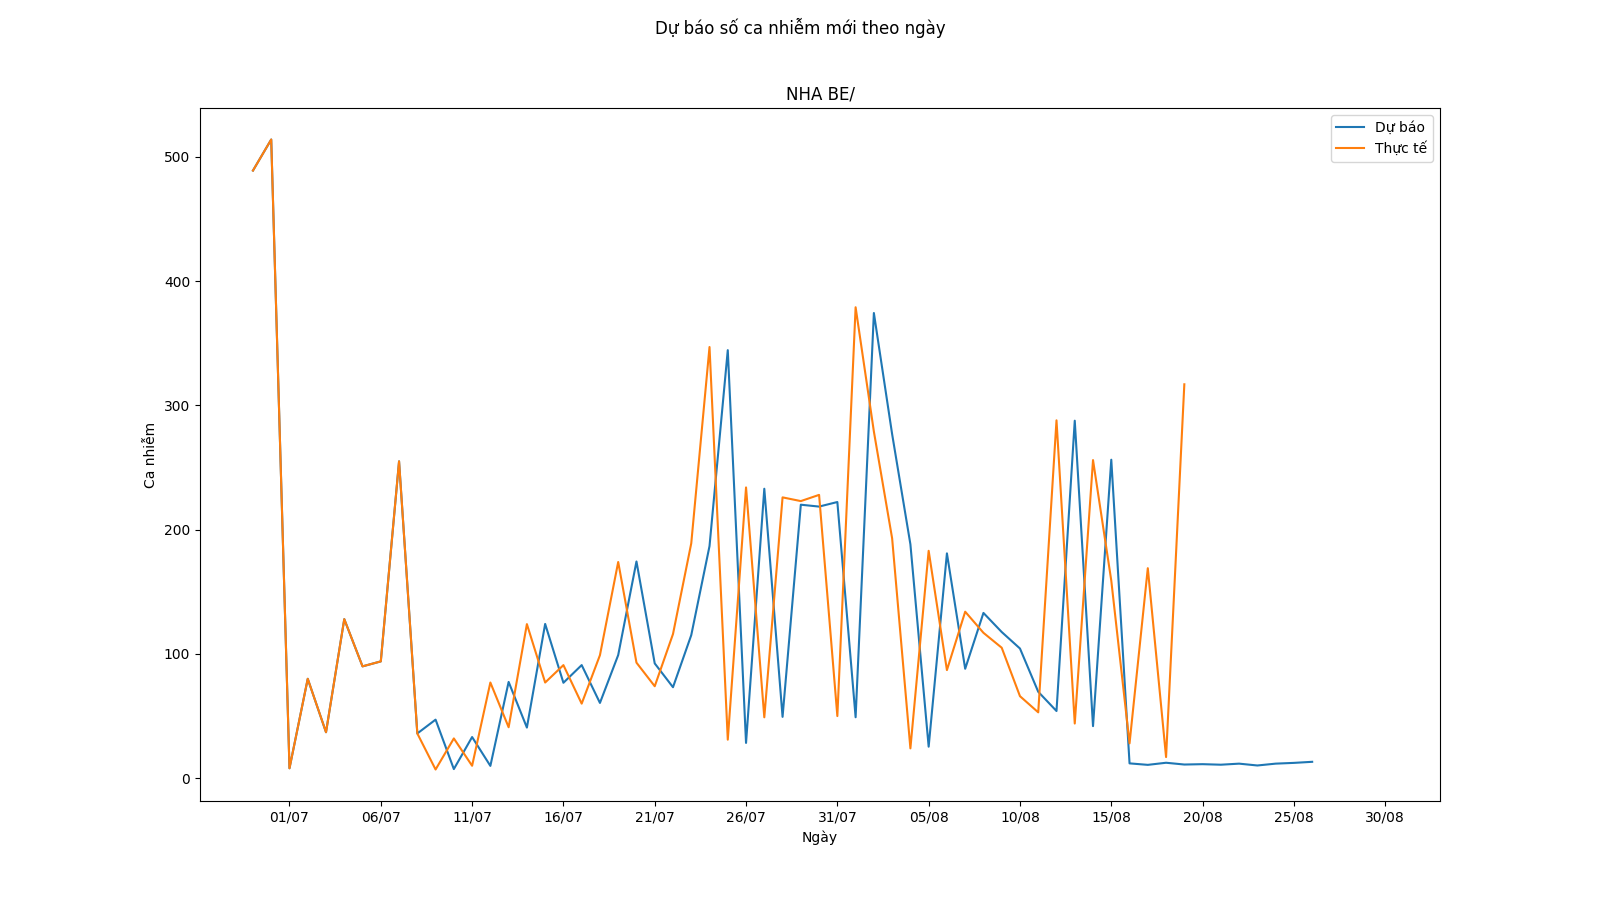 Dự báo số ca nhiễm mới theo ngày
NHA BE/
Dự báo
Thực tế
500
400
300
200
100
0
Ca nhiễm
01/07 06/07 11/07 16/07 21/07 26/07 31/07 05/08 10/08 15/08 20/08 25/08 30/08
Ngày